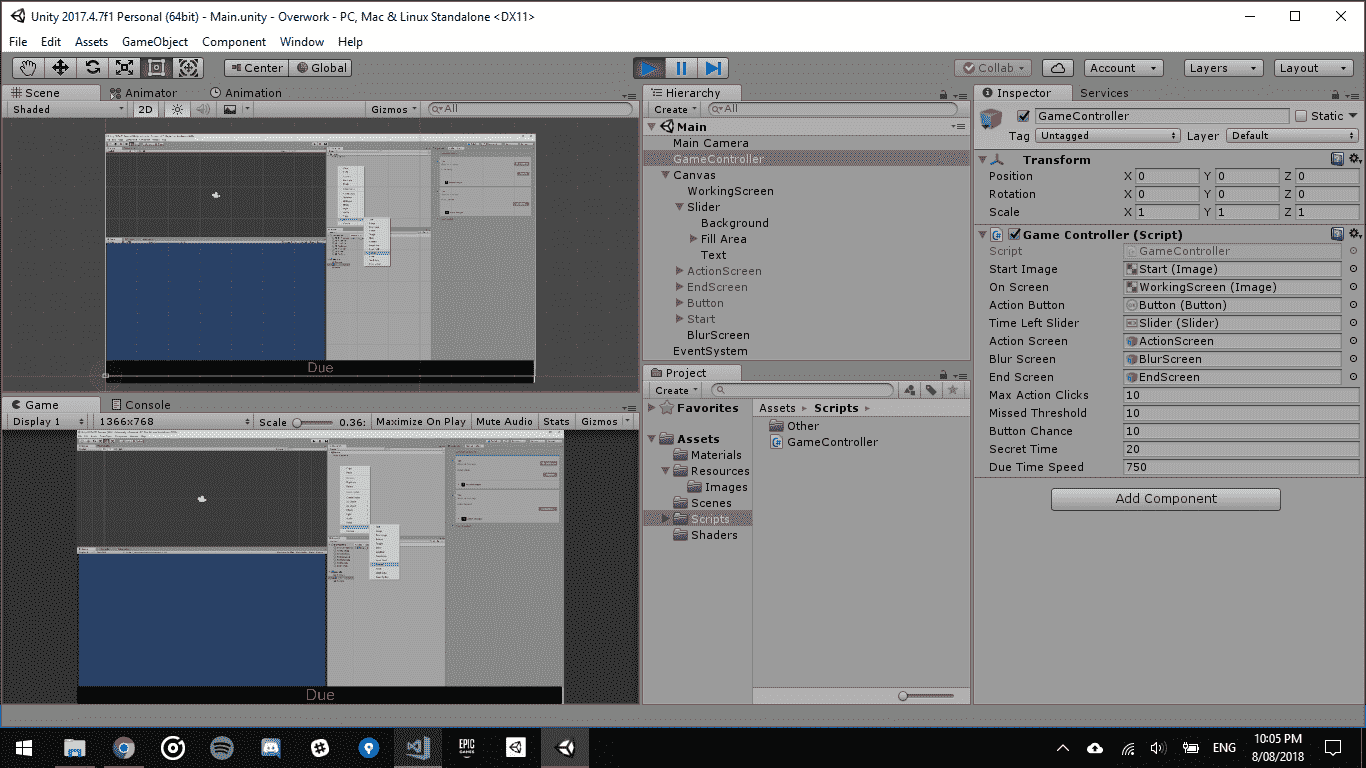 Unity 2017.4.7f1 Personal (64bit) - Main.unity - Overwork - PC, Mac & Linux Standalone <DX11>
File Edit Assets GameObject Component Window Help
Center Global Collab Account Layers Layout
Scene Animator Animation
Shaded 2D Gizmos All
Due
Game Console
Display 1 1366x768 Scale 0.36: Maximize On Play Mute Audio Stats Gizmos
Due
Hierarchy
Create All
Main
Main Camera
GameController
Canvas
WorkingScreen
Slider
Background
Fill Area
Text
ActionScreen
EndScreen
Button
Start
BlurScreen
EventSystem
Project
Create
Favorites
Assets
Materials
Resources
Images
Scenes
Scripts
Shaders
Assets Scripts
Other
GameController
Inspector Services
GameController Static
Tag Untagged Layer Default
Transform
Position X 0 Y 0 Z 0
Rotation X 0 Y 0 Z 0
Scale X 1 Y 1 Z 1
Game Controller (Script)
Script GameController
Start Image Start (Image)
On Screen WorkingScreen (Image)
Action Button Button (Button)
Time Left Slider Slider (Slider)
Action Screen ActionScreen
Blur Screen BlurScreen
End Screen EndScreen
Max Action Clicks 10
Missed Threshold 10
Button Chance 10
Secret Time 20
Due Time Speed 750
Add Component
EPIC GAMES
ENG
10:05 PM
8/08/2018